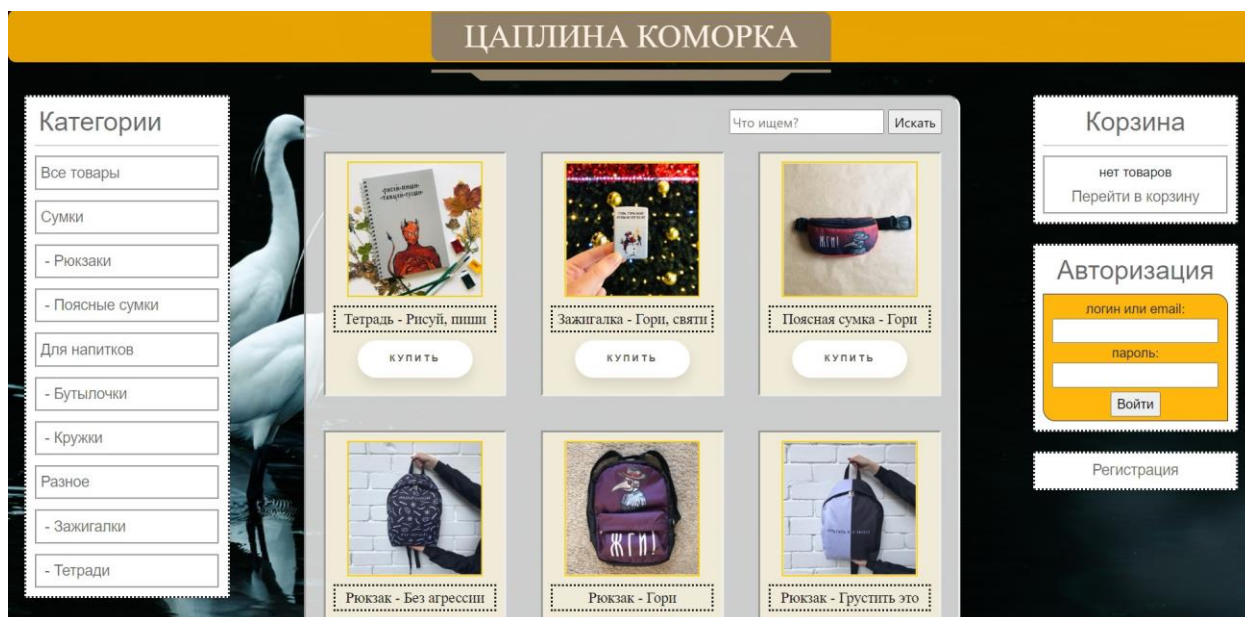 ЦАПЛИНА КОМОРКА
Категории
Все товары
Сумки
- Рюкзаки
- Поясные сумки
Для напитков
- Бутылочки
- Кружки
Разное
- Зажигалки
- Тетради
Что ищем?
Искать
Тетрадь - Рисуй, пиши
КУПИТЬ
Зажигалка - Гори, святи
КУПИТЬ
ЖГИ!
Поясная сумка - Гори
КУПИТЬ
Рюкзак - Без агрессии
ЖГИ!
Рюкзак - Гори
Рюкзак - Грустить это
Корзина
нет товаров
Перейти в корзину
Авторизация
логин или email:
пароль:
Войти
Регистрация